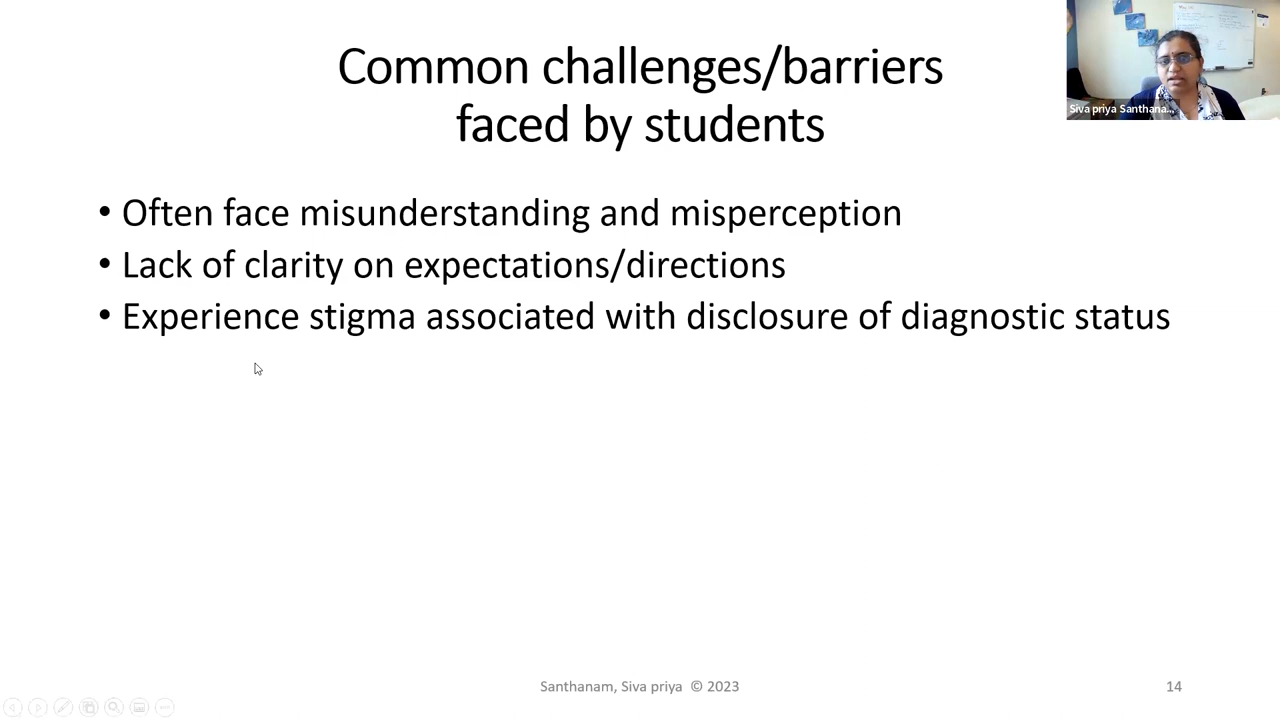 Common challenges/barriers
faced by students
Siva priya Santhana...
• Often face misunderstanding and misperception
• Lack of clarity on expectations/directions
• Experience stigma associated with disclosure of diagnostic status
Santhanam, Siva priya © 2023
14